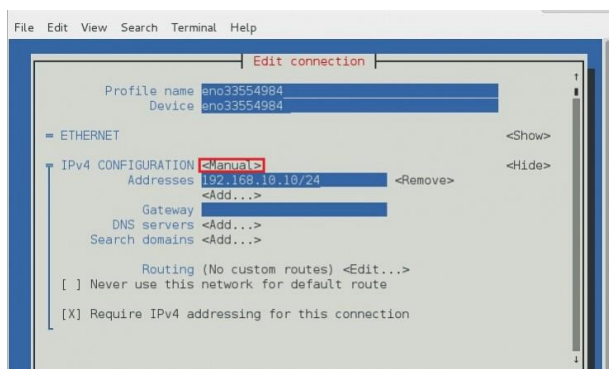 File Edit View Search Terminal Help
Edit connection
Profile name eno33554984
Device eno33554984
= ETHERNET <Show>
IPv4 CONFIGURATION <Manual> <Hide>
Addresses 192.168.10.10/24 <Remove>
<Add...>
Gateway
DNS servers <Add...>
Search domains <Add...>
Routing (No custom routes) <Edit...>
[ ] Never use this network for default route
[X] Require IPv4 addressing for this connection